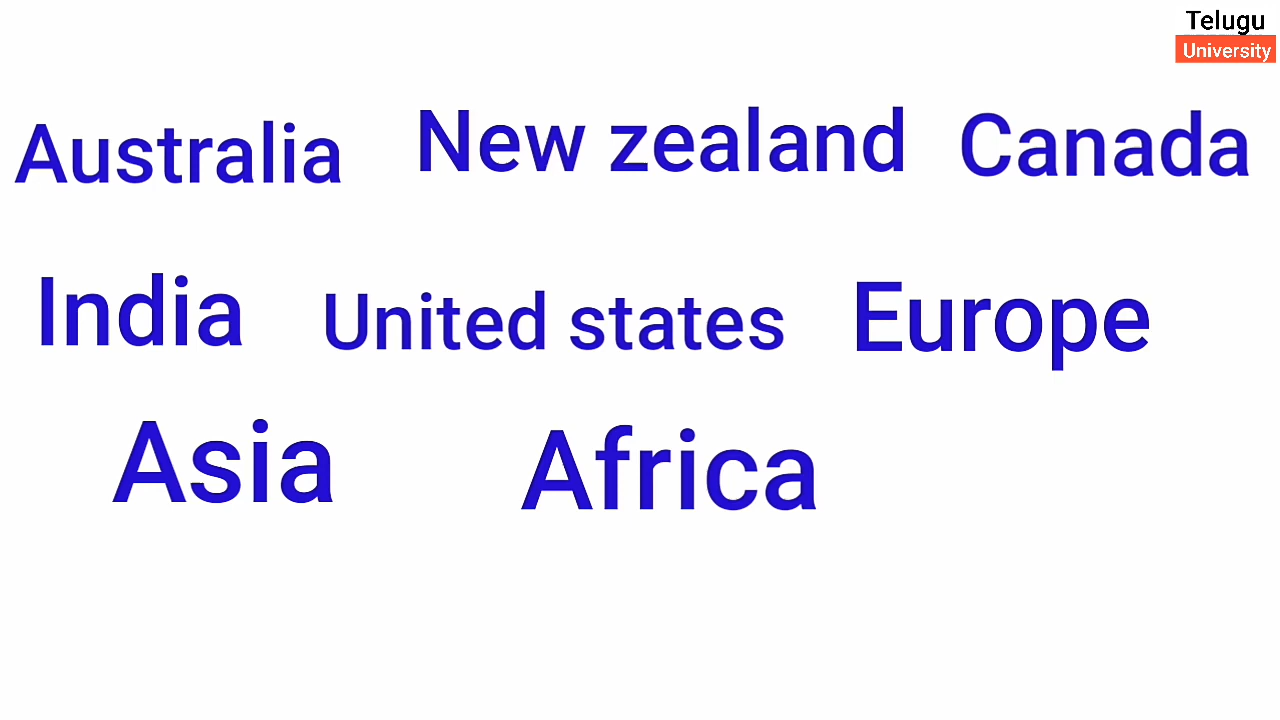 Telugu
University
Australia New zealand Canada
India United states Europe
Asia Africa